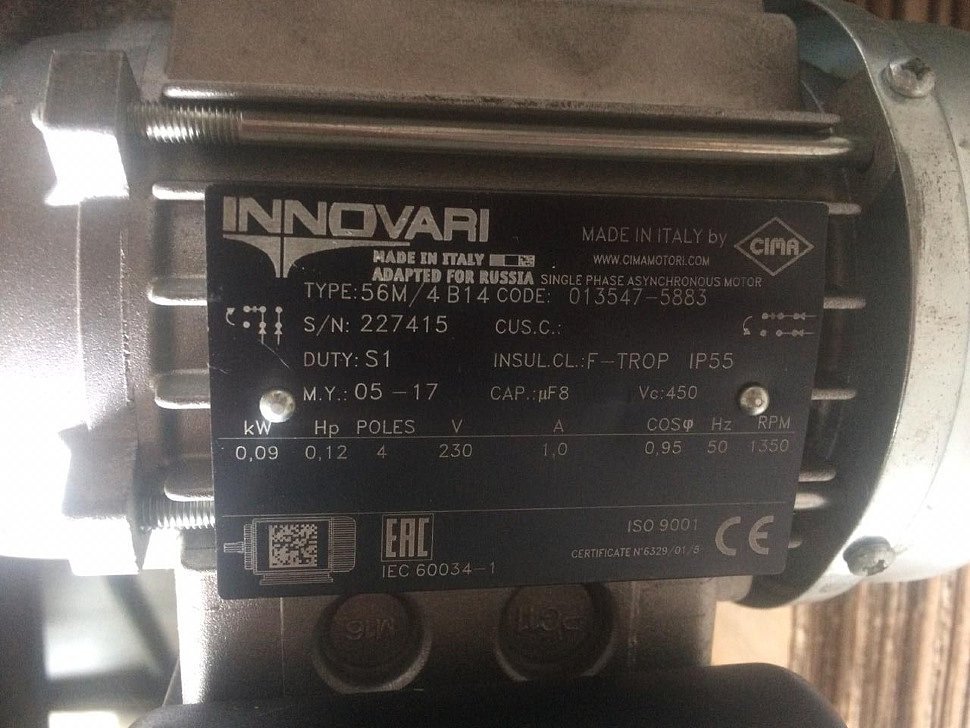 INNOVARI
MADE IN ITALY
ADAPTED FOR RUSSIA
MADE IN ITALY by CIMA
WWW.CIMAMOTORI.COM
SINGLE PHASE ASYNCHRONOUS MOTOR
TYPE: 56M/4 B14 CODE: 013547-5883
S/N: 227415 CUS.C.:
DUTY: S1 INSUL.CL.: F-TROP IP55
M.Y.: 05-17 CAP.: µF8 Vc: 450
kW Hp POLES V A COSφ Hz RPM
0,09 0,12 4 230 1,0 0,95 50 1350
EAC
IEC 60034-1
ISO 9001
CERTIFICATE N°6329/01/S
CE
M16